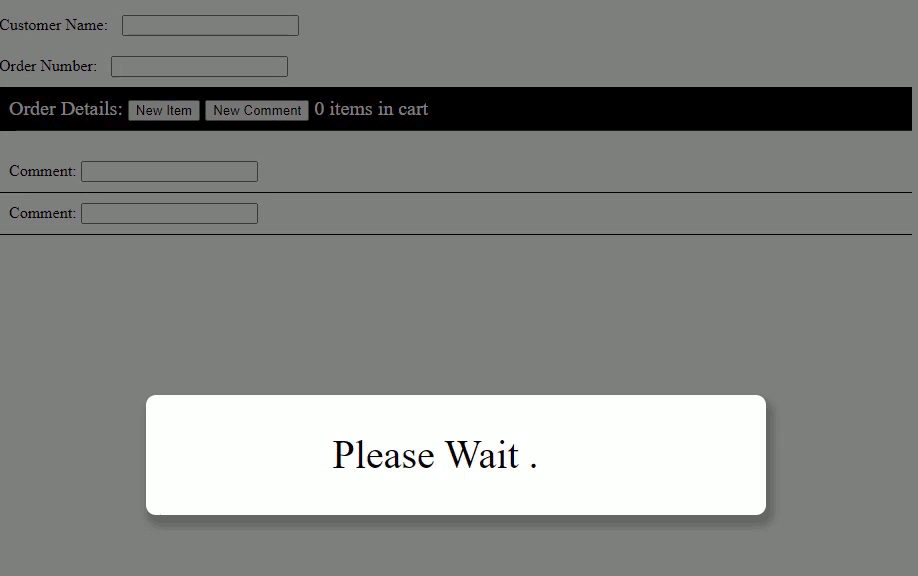 Customer Name:
Order Number:
Order Details: New Item New Comment 0 items in cart
Comment:
Comment:
Please Wait .